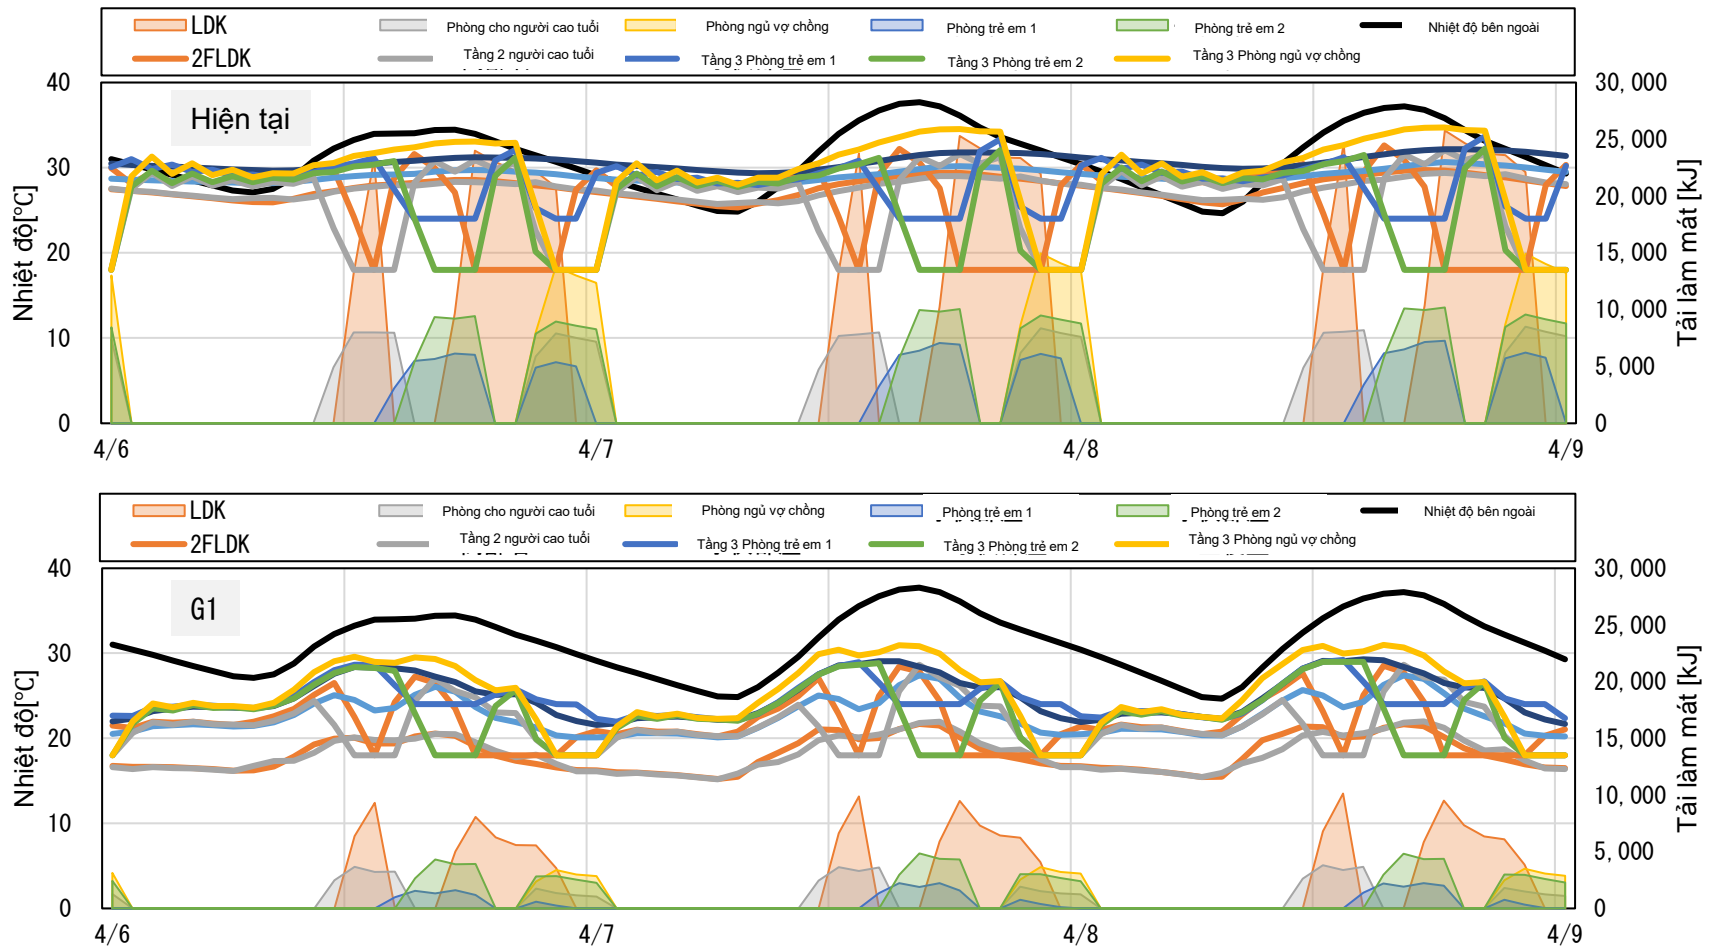 LDK Phòng cho người cao tuổi Phòng ngủ vợ chồng Phòng trẻ em 1 Phòng trẻ em 2 Nhiệt độ bên ngoài
2FLDK Tầng 2 người cao tuổi Tầng 3 Phòng trẻ em 1 Tầng 3 Phòng trẻ em 2 Tầng 3 Phòng ngủ vợ chồng
Hiện tại
Nhiệt độ[℃]
40
30
20
10
0
30,000
25,000
20,000
15,000
10,000
5,000
0
Tải làm mát [kJ]
4/6 4/7 4/8 4/9
LDK Phòng cho người cao tuổi Phòng ngủ vợ chồng Phòng trẻ em 1 Phòng trẻ em 2 Nhiệt độ bên ngoài
2FLDK Tầng 2 người cao tuổi Tầng 3 Phòng trẻ em 1 Tầng 3 Phòng trẻ em 2 Tầng 3 Phòng ngủ vợ chồng
G1
Nhiệt độ[℃]
40
30
20
10
0
30,000
25,000
20,000
15,000
10,000
5,000
0
Tải làm mát [kJ]
4/6 4/7 4/8 4/9